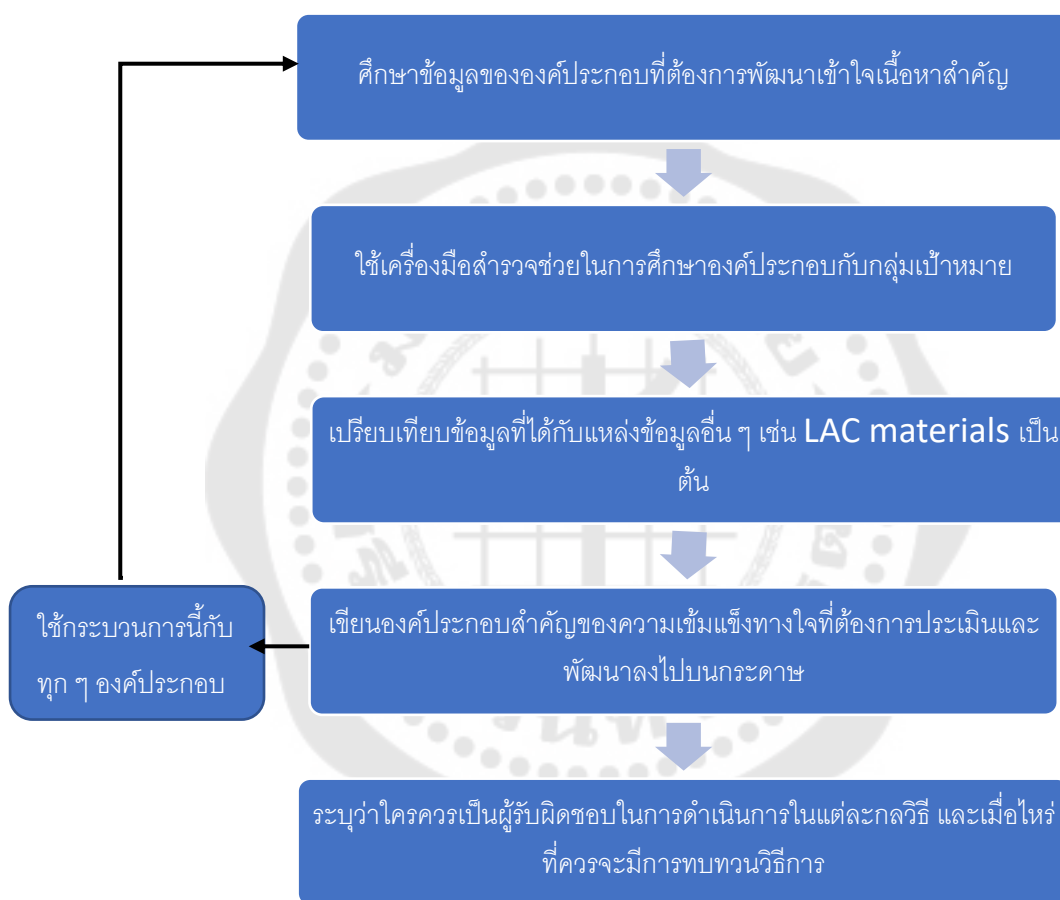 ศึกษาข้อมูลขององค์ประกอบที่ต้องการพัฒนาเข้าใจเนื้อหาสำคัญ
ใช้เครื่องมือสำรวจช่วยในการศึกษาองค์ประกอบกับกลุ่มเป้าหมาย
เปรียบเทียบข้อมูลที่ได้กับแหล่งข้อมูลอื่น ๆ เช่น LAC materials เป็น
ต้น
เขียนองค์ประกอบสำคัญของความเข้มแข็งทางใจที่ต้องการประเมินและ
พัฒนาลงไปบนกระดาษ
ใช้กระบวนการนี้กับ
ทุก ๆ องค์ประกอบ
ระบุว่าใครควรเป็นผู้รับผิดชอบในการดำเนินการในแต่ละกลวิธี และเมื่อไหร่
ที่ควรจะมีการทบทวนวิธีการ